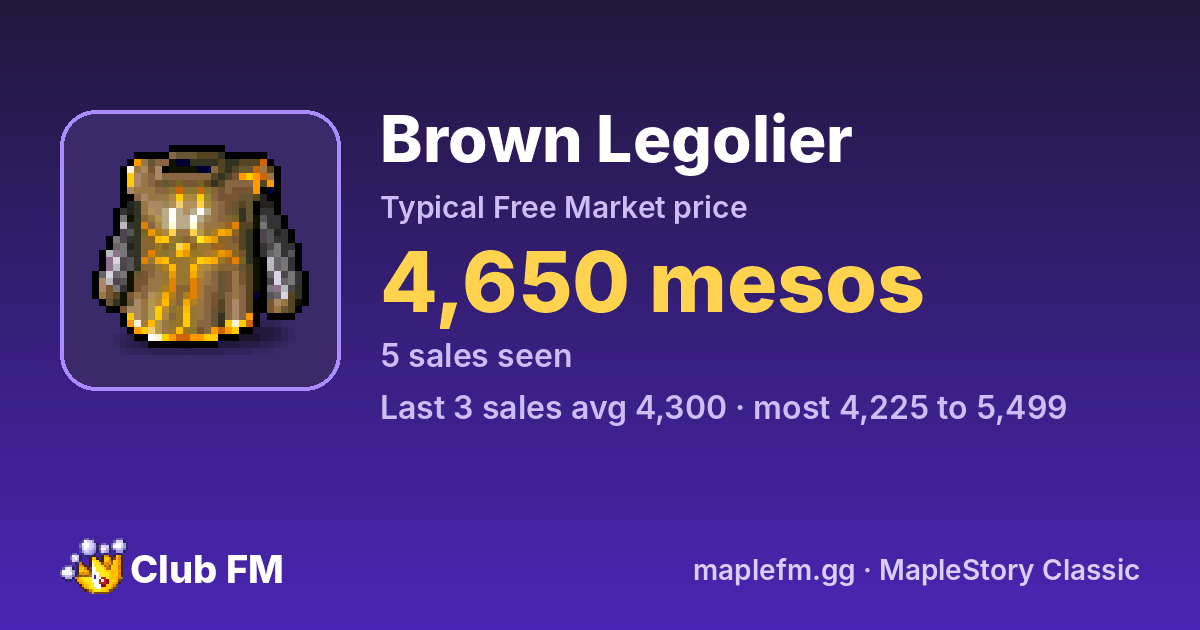 Brown Legolier
Typical Free Market price
4,650 mesos
5 sales seen
Last 3 sales avg 4,300 · most 4,225 to 5,499
Club FM
maplefm.gg · MapleStory Classic